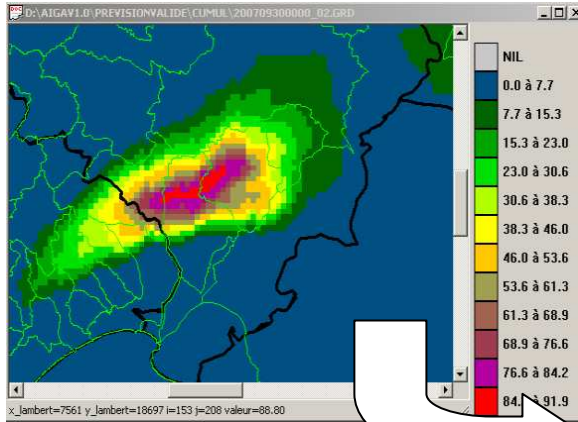 D:\AIGAV1.0\PREVISIONVALIDE\CUMUL\200709300000_02.GRD
NIL
0.0 à 7.7
7.7 à 15.3
15.3 à 23.0
23.0 à 30.6
30.6 à 38.3
38.3 à 46.0
46.0 à 53.6
53.6 à 61.3
61.3 à 68.9
68.9 à 76.6
76.6 à 84.2
à 91.9
x_lambert=7561 y_lambert=18697 i=153 j=208 valeur=88.80